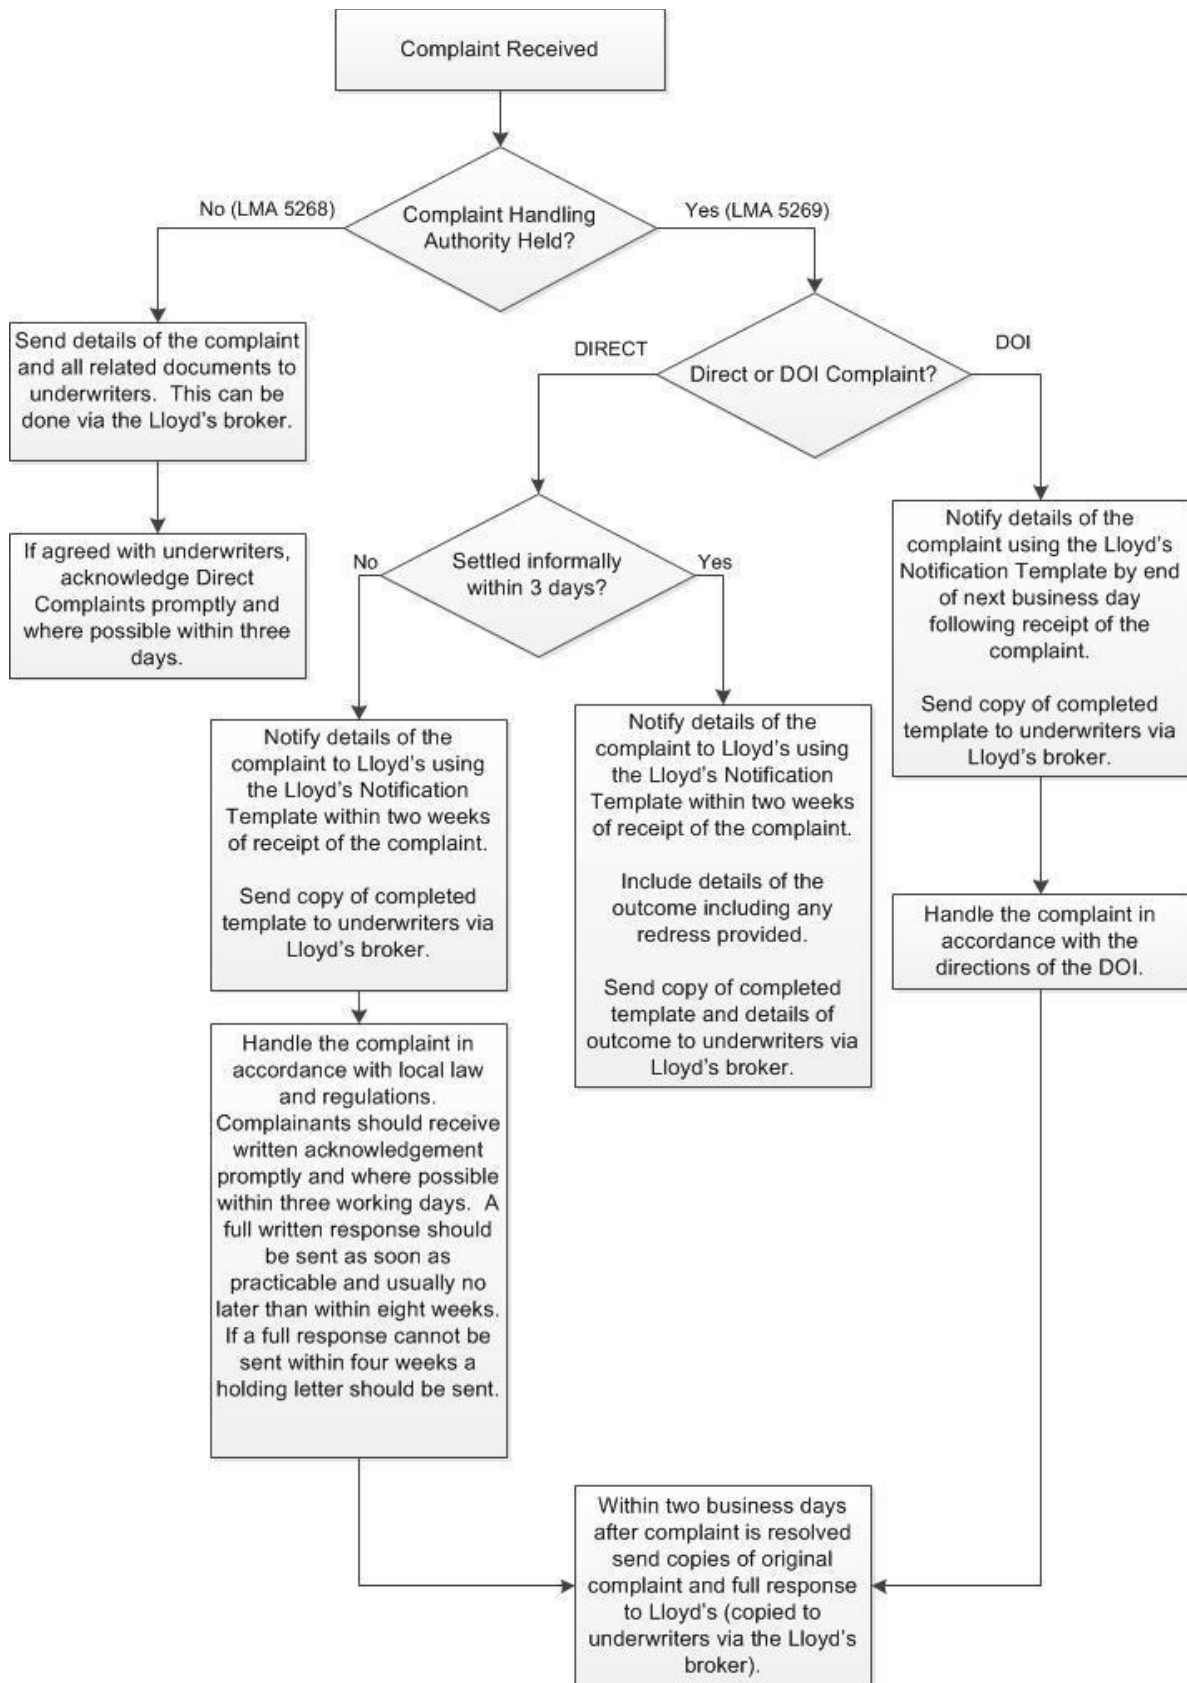 Complaint Received
No (LMA 5268)
Complaint Handling
Authority Held?
Yes (LMA 5269)
Send details of the complaint
and all related documents to
underwriters.  This can be
done via the Lloyd's broker.
DIRECT
Direct or DOI Complaint?
DOI
If agreed with underwriters,
acknowledge Direct
Complaints promptly and
where possible within three
days.
No
Settled informally
within 3 days?
Yes
Notify details of the
complaint using the Lloyd's
Notification Template by end
of next business day
following receipt of the
complaint.
Send copy of completed
template to underwriters via
Lloyd's broker.
Notify details of the
complaint to Lloyd's using
the Lloyd's Notification
Template within two weeks
of receipt of the complaint.
Send copy of completed
template to underwriters via
Lloyd's broker.
Notify details of the
complaint to Lloyd's using
the Lloyd's Notification
Template within two weeks
of receipt of the complaint.
Include details of the
outcome including any
redress provided.
Send copy of completed
template and details of
outcome to underwriters via
Lloyd's broker.
Handle the complaint in
accordance with the
directions of the DOI.
Handle the complaint in
accordance with local law
and regulations.
Complainants should receive
written acknowledgement
promptly and where possible
within three working days.  A
full written response should
be sent as soon as
practicable and usually no
later than within eight weeks.
If a full response cannot be
sent within four weeks a
holding letter should be sent.
Within two business days
after complaint is resolved
send copies of original
complaint and full response
to Lloyd's (copied to
underwriters via the Lloyd's
broker).